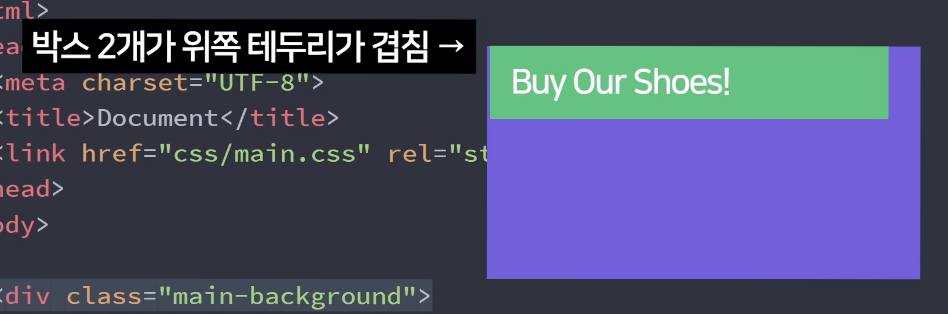 tml>
박스 2개가 위쪽 테두리가 겹침 →
ea
<meta charset="UTF-8">
Buy Our Shoes!
<title>Document</title>
<link href="css/main.css" rel="st
head>
ody>
<div class="main-background">